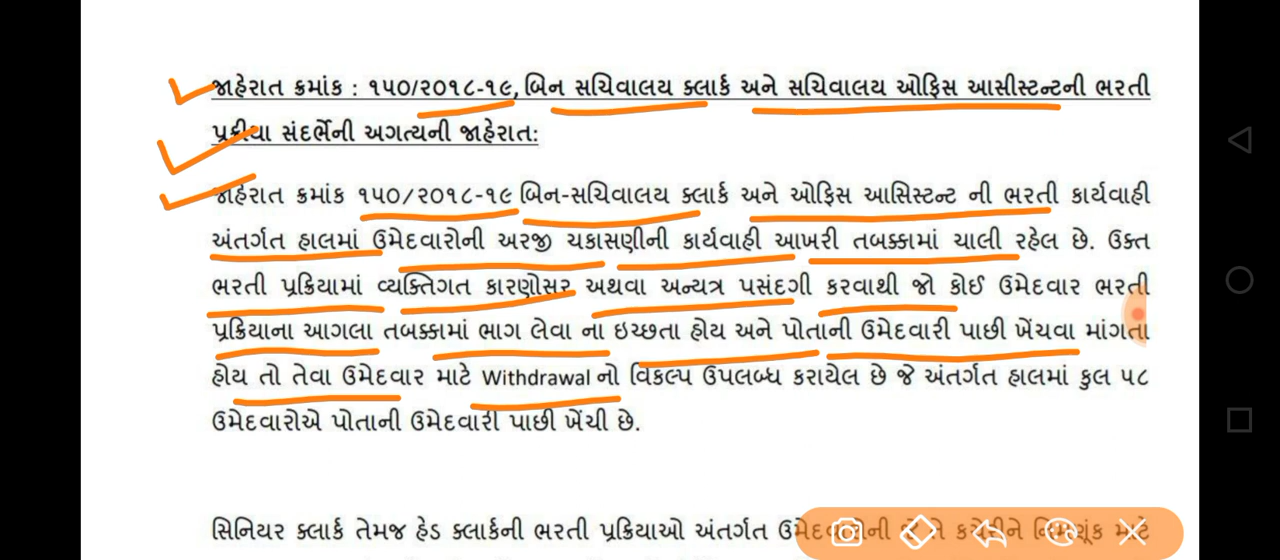 જાહેરાત ક્રમાંક : ૧૫૦/૨૦૧૮-૧૯, બિન સચિવાલય ક્લાર્ક અને સચિવાલય ઓફિસ આસીસ્ટન્ટની ભરતી
પ્રક્રીયા સંદર્ભેની અગત્યની જાહેરાત:
જાહેરાત ક્રમાંક ૧૫૦/૨૦૧૮-૧૯ બિન-સચિવાલય ક્લાર્ક અને ઓફિસ આસિસ્ટન્ટ ની ભરતી કાર્યવાહી
અંતર્ગત હાલમાં ઉમેદવારોની અરજી ચકાસણીની કાર્યવાહી આખરી તબક્કામાં ચાલી રહેલ છે. ઉક્ત
ભરતી પ્રક્રિયામાં વ્યક્તિગત કારણોસર અથવા અન્યત્ર પસંદગી કરવાથી જો કોઈ ઉમેદવાર ભરતી
પ્રક્રિયાના આગલા તબક્કામાં ભાગ લેવા ના ઇચ્છતા હોય અને પોતાની ઉમેદવારી પાછી ખેંચવા માંગતા
હોય તો તેવા ઉમેદવાર માટે Withdrawal નો વિકલ્પ ઉપલબ્ધ કરાયેલ છે જે અંતર્ગત હાલમાં કુલ ૫૮
ઉમેદવારોએ પોતાની ઉમેદવારી પાછી ખેંચી છે.
સિનિયર ક્લાર્ક તેમજ હેડ ક્લાર્કની ભરતી પ્રક્રિયાઓ અંતર્ગત ઉમેદવારોની જે તે કચેરીને નિમણૂંક માટે